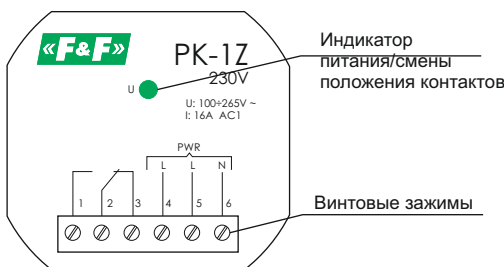 «F&F»
PK-1Z
230V
U
U: 100÷265V ~
I: 16A AC1
PWR
L L N
1 2 3 4 5 6
Индикатор
питания/смены
положения контактов
Винтовые зажимы